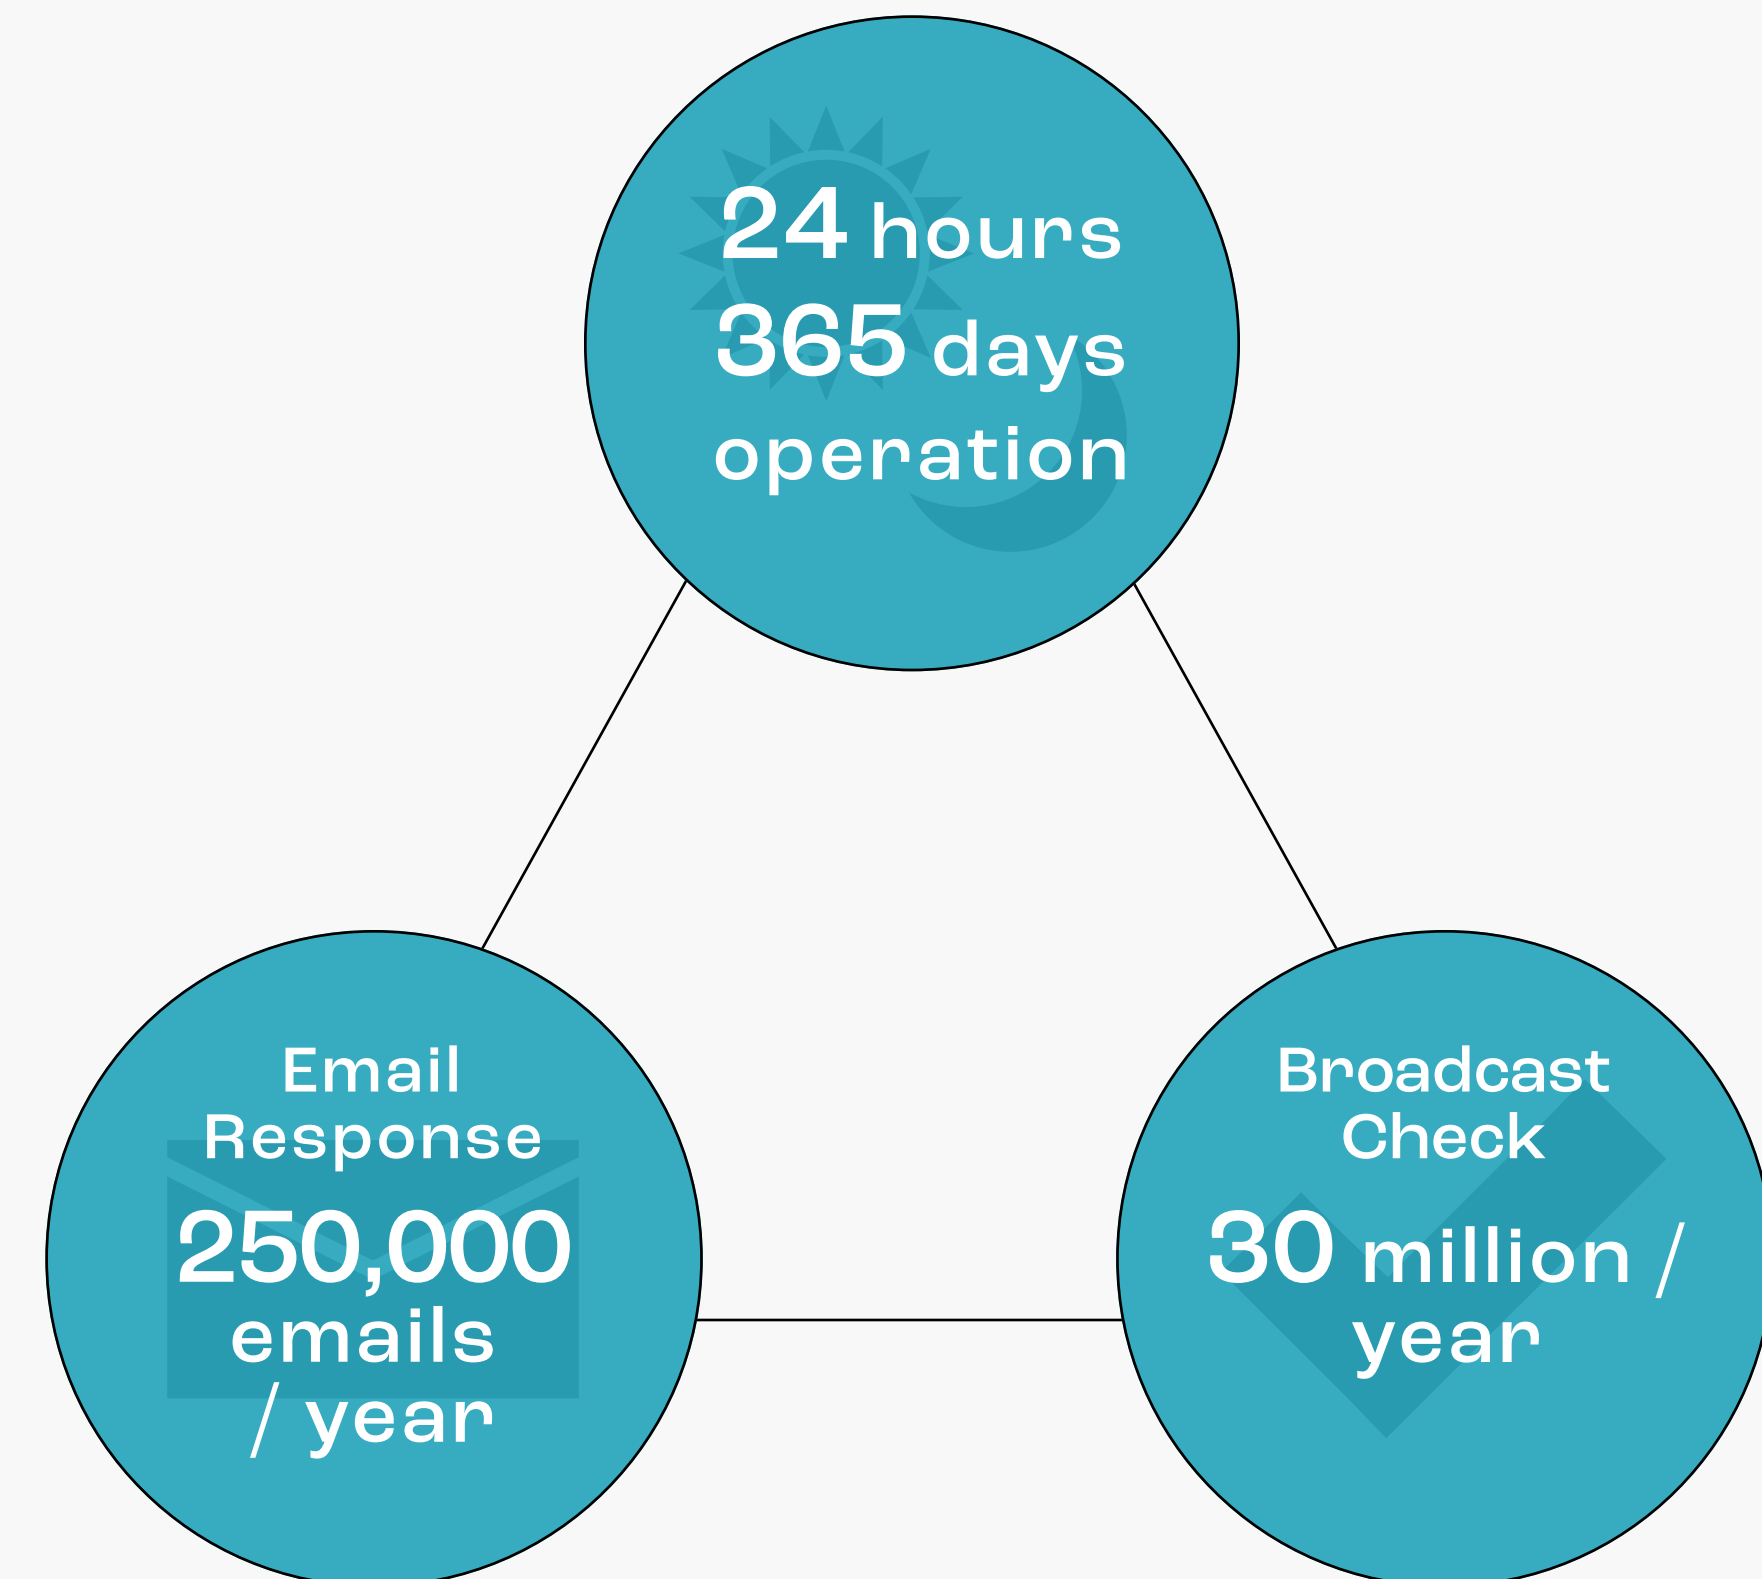 24 hours
365 days
operation
Email
Response
250,000
emails
/ year
Broadcast
Check
30 million /
year